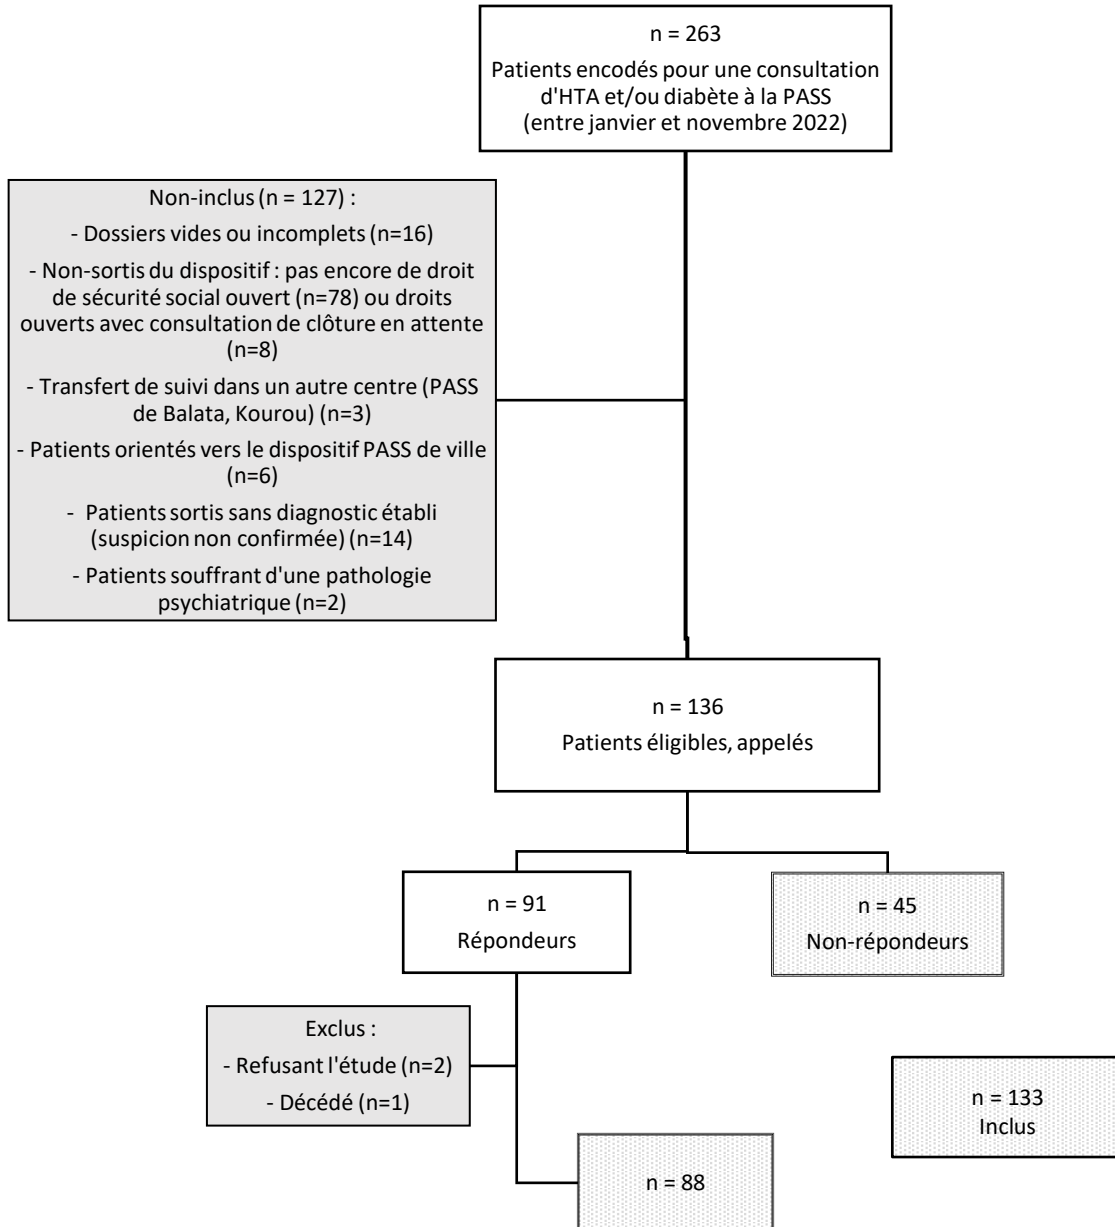 n = 263
Patients encodés pour une consultation
d'HTA et/ou diabète à la PASS
(entre janvier et novembre 2022)
Non-inclus (n = 127) :
- Dossiers vides ou incomplets (n=16)
- Non-sortis du dispositif : pas encore de droit
de sécurité social ouvert (n=78) ou droits
ouverts avec consultation de clôture en attente
(n=8)
- Transfert de suivi dans un autre centre (PASS
de Balata, Kourou) (n=3)
- Patients orientés vers le dispositif PASS de ville
(n=6)
- Patients sortis sans diagnostic établi
(suspicion non confirmée) (n=14)
- Patients souffrant d'une pathologie
psychiatrique (n=2)
n = 136
Patients éligibles, appelés
n = 91
Répondeurs
n = 45
Non-répondeurs
Exclus :
- Refusant l'étude (n=2)
- Décédé (n=1)
n = 133
Inclus
n = 88